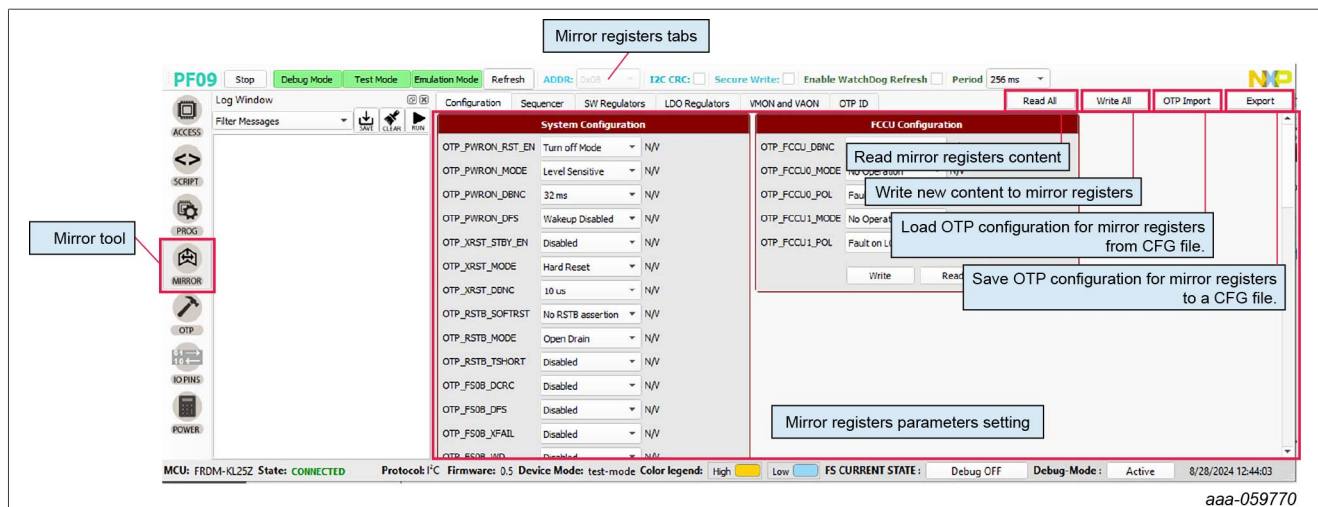 Mirror registers tabs
PF09 Stop Debug Mode Test Mode Emulation Mode Refresh ADDR: 0x08 I2C CRC: Secure Write: Enable WatchDog Refresh Period 256 ms NXP
Log Window Configuration Sequencer SW Regulators LDO Regulators VMON and VAON OTP ID Read All Write All OTP Import Export
Filter Messages SAVE CLEAR RUN
ACCESS
SCRIPT
PROG
MIRROR
OTP
IO PINS
POWER
Mirror tool
System Configuration
OTP_PWRON_RST_EN Turn off Mode N/V
OTP_PWRON_MODE Level Sensitive N/V
OTP_PWRON_DBNC 32 ms N/V
OTP_PWRON_DFS Wakeup Disabled N/V
OTP_XRST_STBY_EN Disabled N/V
OTP_XRST_MODE Hard Reset N/V
OTP_XRST_DBNC 10 us N/V
OTP_RSTB_SOFTRST No RSTB assertion N/V
OTP_RSTB_MODE Open Drain N/V
OTP_RSTB_TSHORT Disabled N/V
OTP_FS0B_DCRC Disabled N/V
OTP_FS0B_DFS Disabled N/V
OTP_FS0B_XFAIL Disabled N/V
OTP_FS0B_WD Disabled N/V
FCCU Configuration
OTP_FCCU_DBNC
OTP_FCCU0_MODE No Operation N/V
OTP_FCCU0_POL
OTP_FCCU1_MODE
OTP_FCCU1_POL
Write
Read mirror registers content
Write new content to mirror registers
Load OTP configuration for mirror registers
from CFG file.
Save OTP configuration for mirror registers
to a CFG file.
Mirror registers parameters setting
MCU: FRDM-KL25Z State: CONNECTED Protocol: I²C Firmware: 0.5 Device Mode: test-mode Color legend: High Low FS CURRENT STATE : Debug OFF Debug-Mode : Active 8/28/2024 12:44:03
aaa-059770